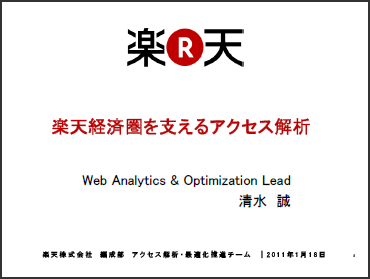 楽R天
楽天経済圏を支えるアクセス解析
Web Analytics & Optimization Lead
清水 誠
楽天株式会社 編成部 アクセス解析・最適化推進チーム |2011年1月18日